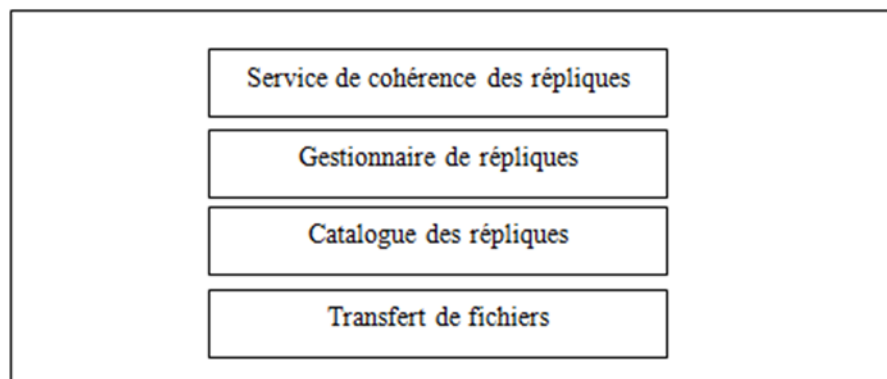 Service de cohérence des répliques
Gestionnaire de répliques
Catalogue des répliques
Transfert de fichiers